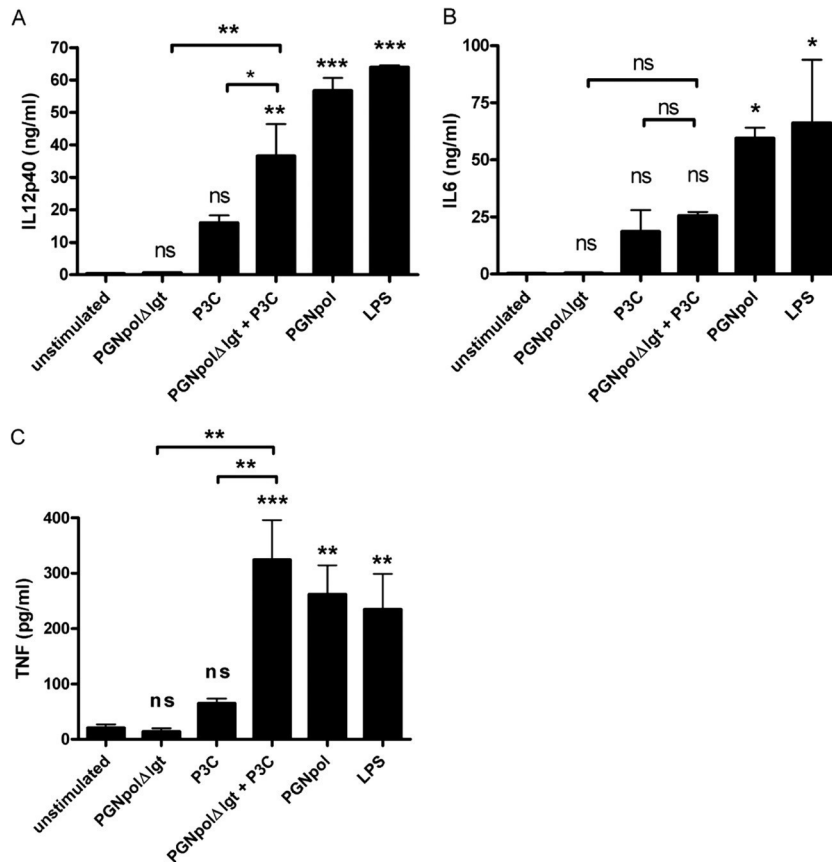 A
**
*
***
***
**
ns
ns
IL12p40 (ng/ml)
70
60
50
40
30
20
10
0
unstimulated
PGNpolΔlgt
P3C
PGNpolΔlgt + P3C
PGNpol
LPS
B
*
ns
ns
*
ns
ns
ns
IL6 (ng/ml)
100
75
50
25
0
unstimulated
PGNpolΔlgt
P3C
PGNpolΔlgt + P3C
PGNpol
LPS
C
**
**
***
**
**
ns
ns
TNF (pg/ml)
400
300
200
100
0
unstimulated
PGNpolΔlgt
P3C
PGNpolΔlgt + P3C
PGNpol
LPS